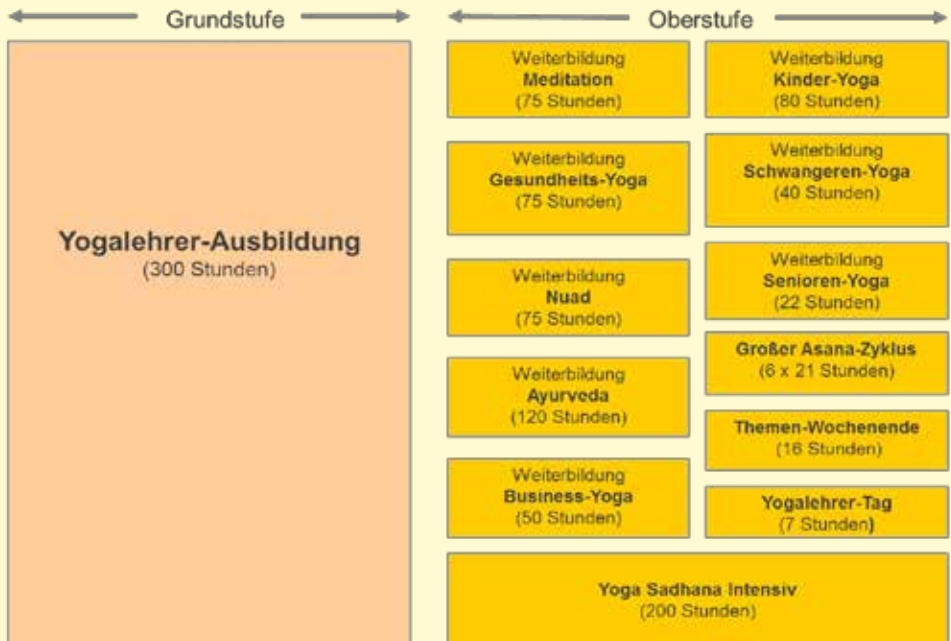 Grundstufe
Oberstufe
Yogalehrer-Ausbildung
(300 Stunden)
Weiterbildung
Meditation
(75 Stunden)
Weiterbildung
Gesundheits-Yoga
(75 Stunden)
Weiterbildung
Nuad
(75 Stunden)
Weiterbildung
Ayurveda
(120 Stunden)
Weiterbildung
Business-Yoga
(50 Stunden)
Weiterbildung
Kinder-Yoga
(80 Stunden)
Weiterbildung
Schwangeren-Yoga
(40 Stunden)
Weiterbildung
Senioren-Yoga
(22 Stunden)
Großer Asana-Zyklus
(6 x 21 Stunden)
Themen-Wochenende
(16 Stunden)
Yogalehrer-Tag
(7 Stunden)
Yoga Sadhana Intensiv
(200 Stunden)